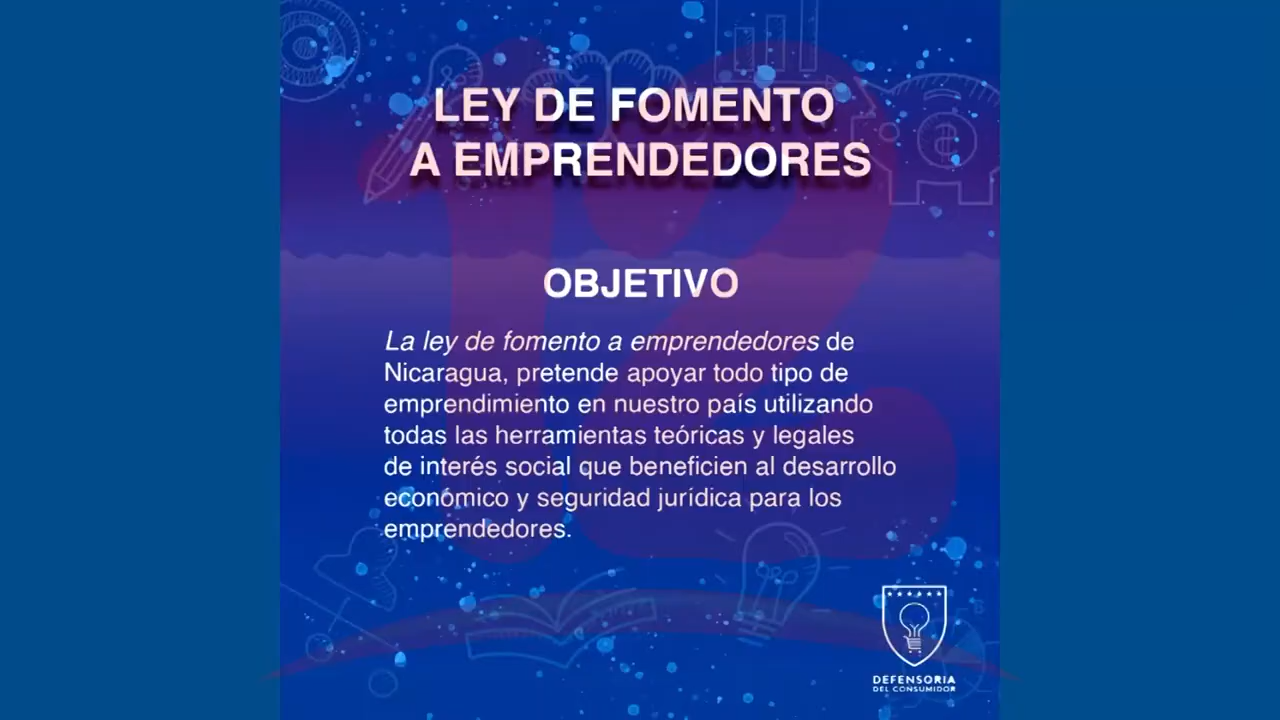 LEY DE FOMENTO
A EMPRENDEDORES
OBJETIVO
La ley de fomento a emprendedores de
Nicaragua, pretende apoyar todo tipo de
emprendimiento en nuestro país utilizando
todas las herramientas teóricas y legales
de interés social que beneficien al desarrollo
económico y seguridad jurídica para los
emprendedores.
12
DEFENSORIA
DEL CONSUMIDOR